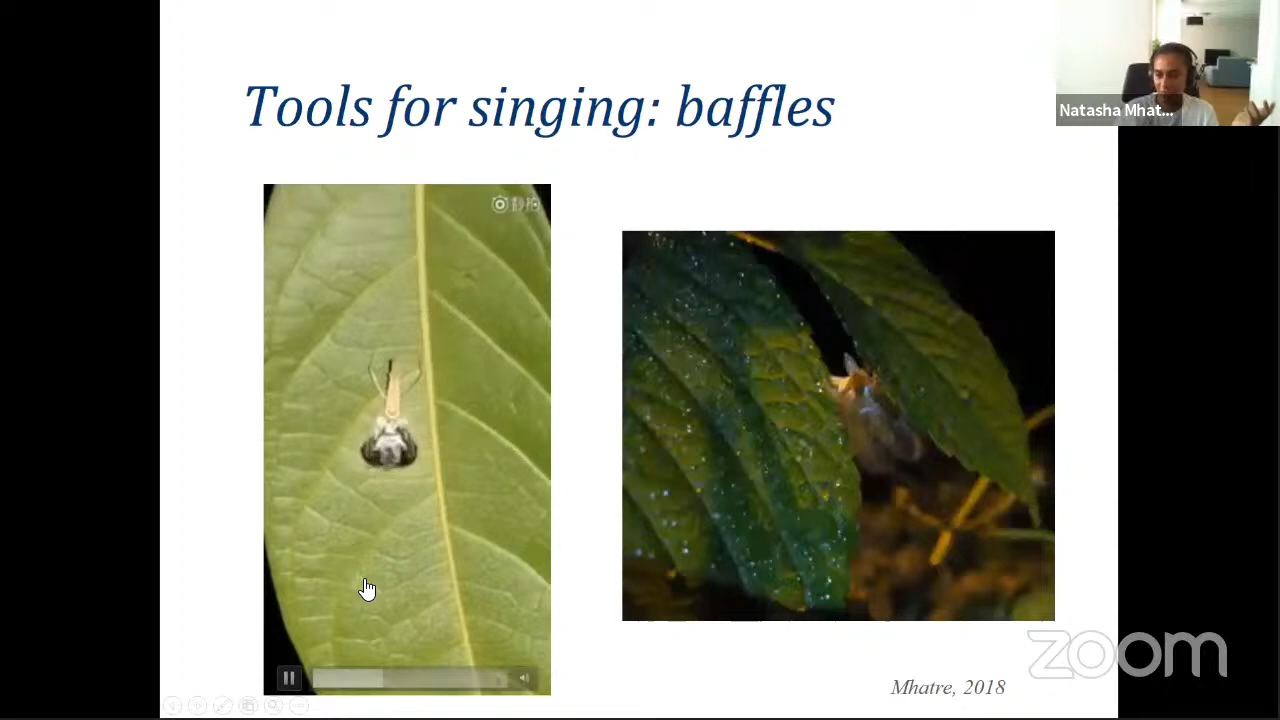 Tools for singing: baffles
Natasha Mhat...
Mhatre, 2018
zoom